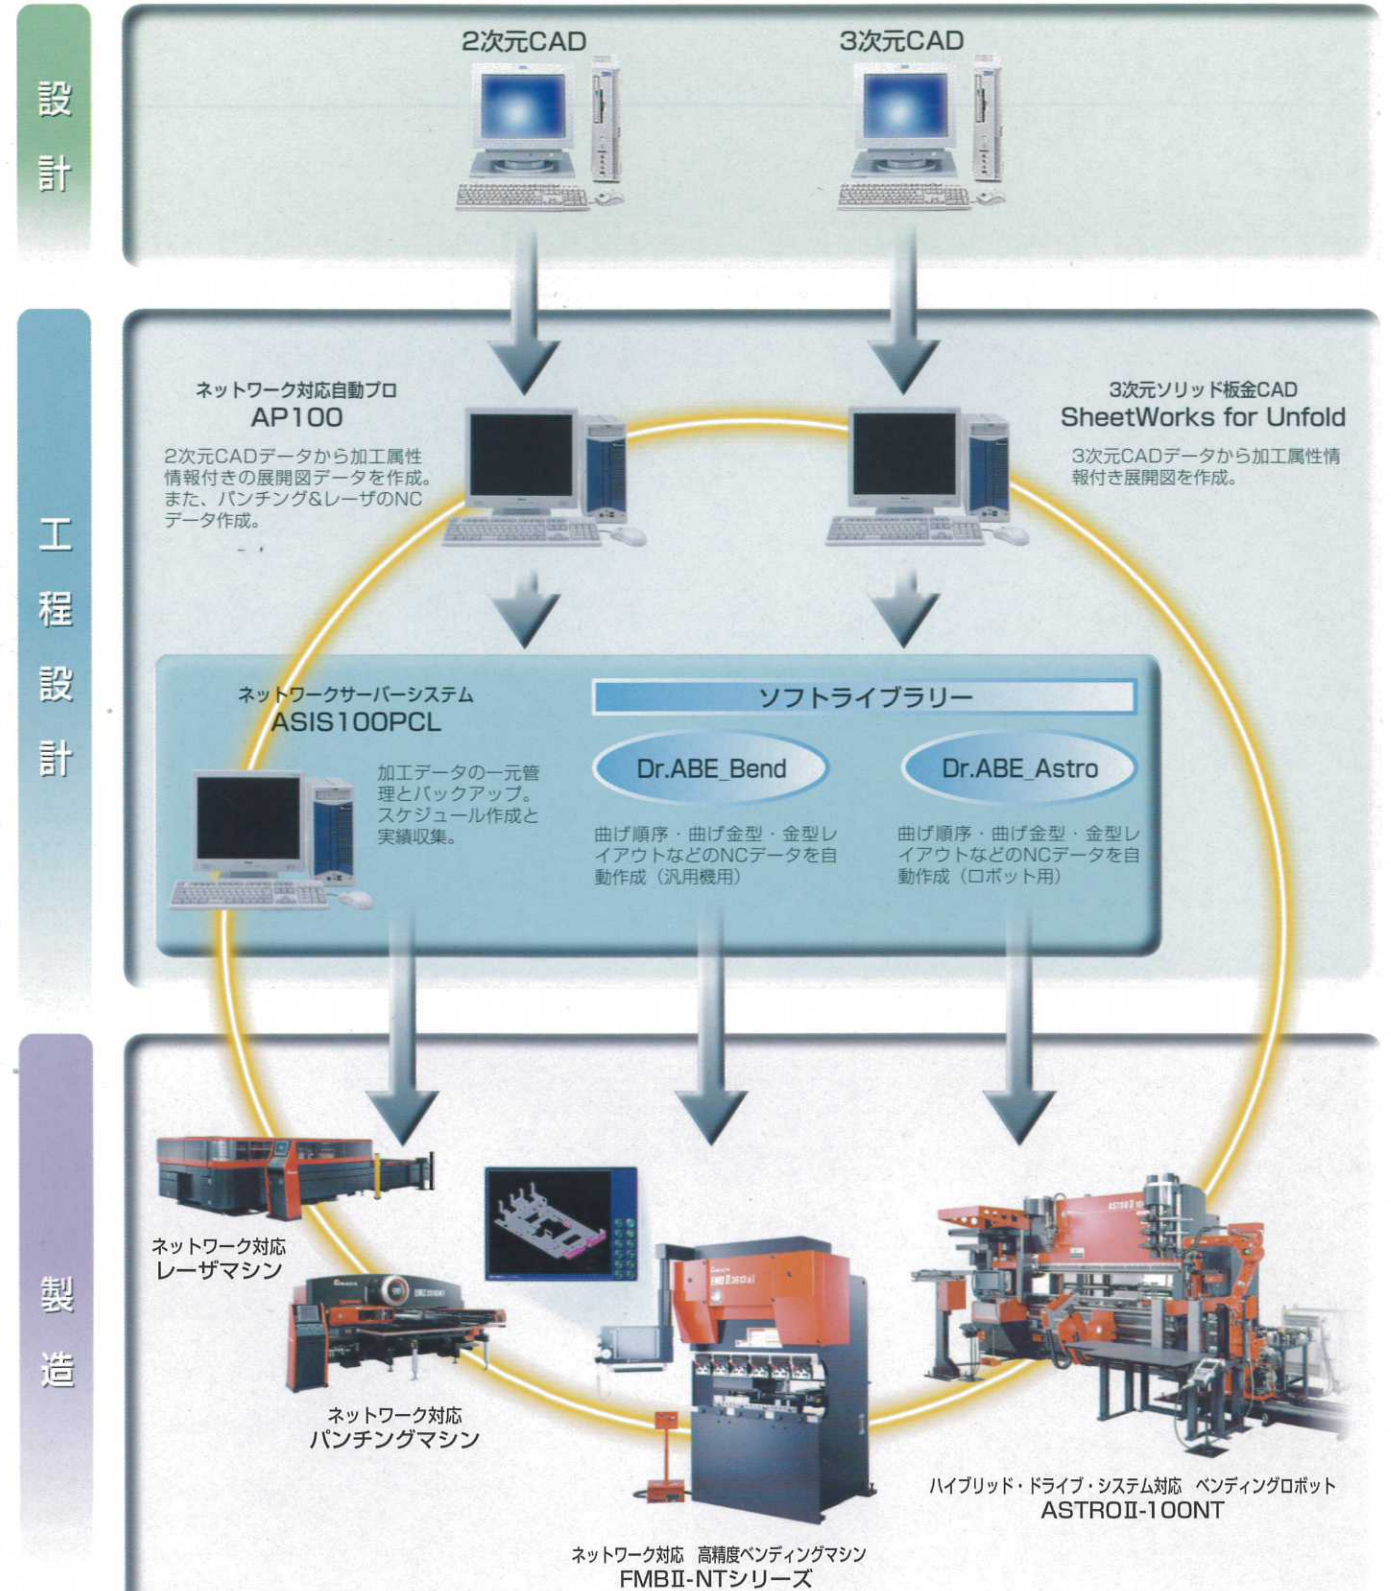 設計
2次元CAD
3次元CAD
工程設計
ネットワーク対応自動プロ
AP100
2次元CADデータから加工属性
情報付きの展開図データを作成。
また、パンチング&レーザのNC
データ作成。
3次元ソリッド板金CAD
SheetWorks for Unfold
3次元CADデータから加工属性情
報付き展開図を作成。
ネットワークサーバーシステム
ASIS100PCL
加工データの一元管
理とバックアップ。
スケジュール作成と
実績収集。
ソフトライブラリー
Dr.ABE_Bend
曲げ順序・曲げ金型・金型レ
イアウトなどのNCデータを自
動作成（汎用機用）
Dr.ABE_Astro
曲げ順序・曲げ金型・金型レ
イアウトなどのNCデータを自
動作成（ロボット用）
製造
ネットワーク対応
レーザマシン
ネットワーク対応
パンチングマシン
ネットワーク対応 高精度ベンディングマシン
FMBⅡ-NTシリーズ
ハイブリッド・ドライブ・システム対応 ベンディングロボット
ASTROⅡ-100NT